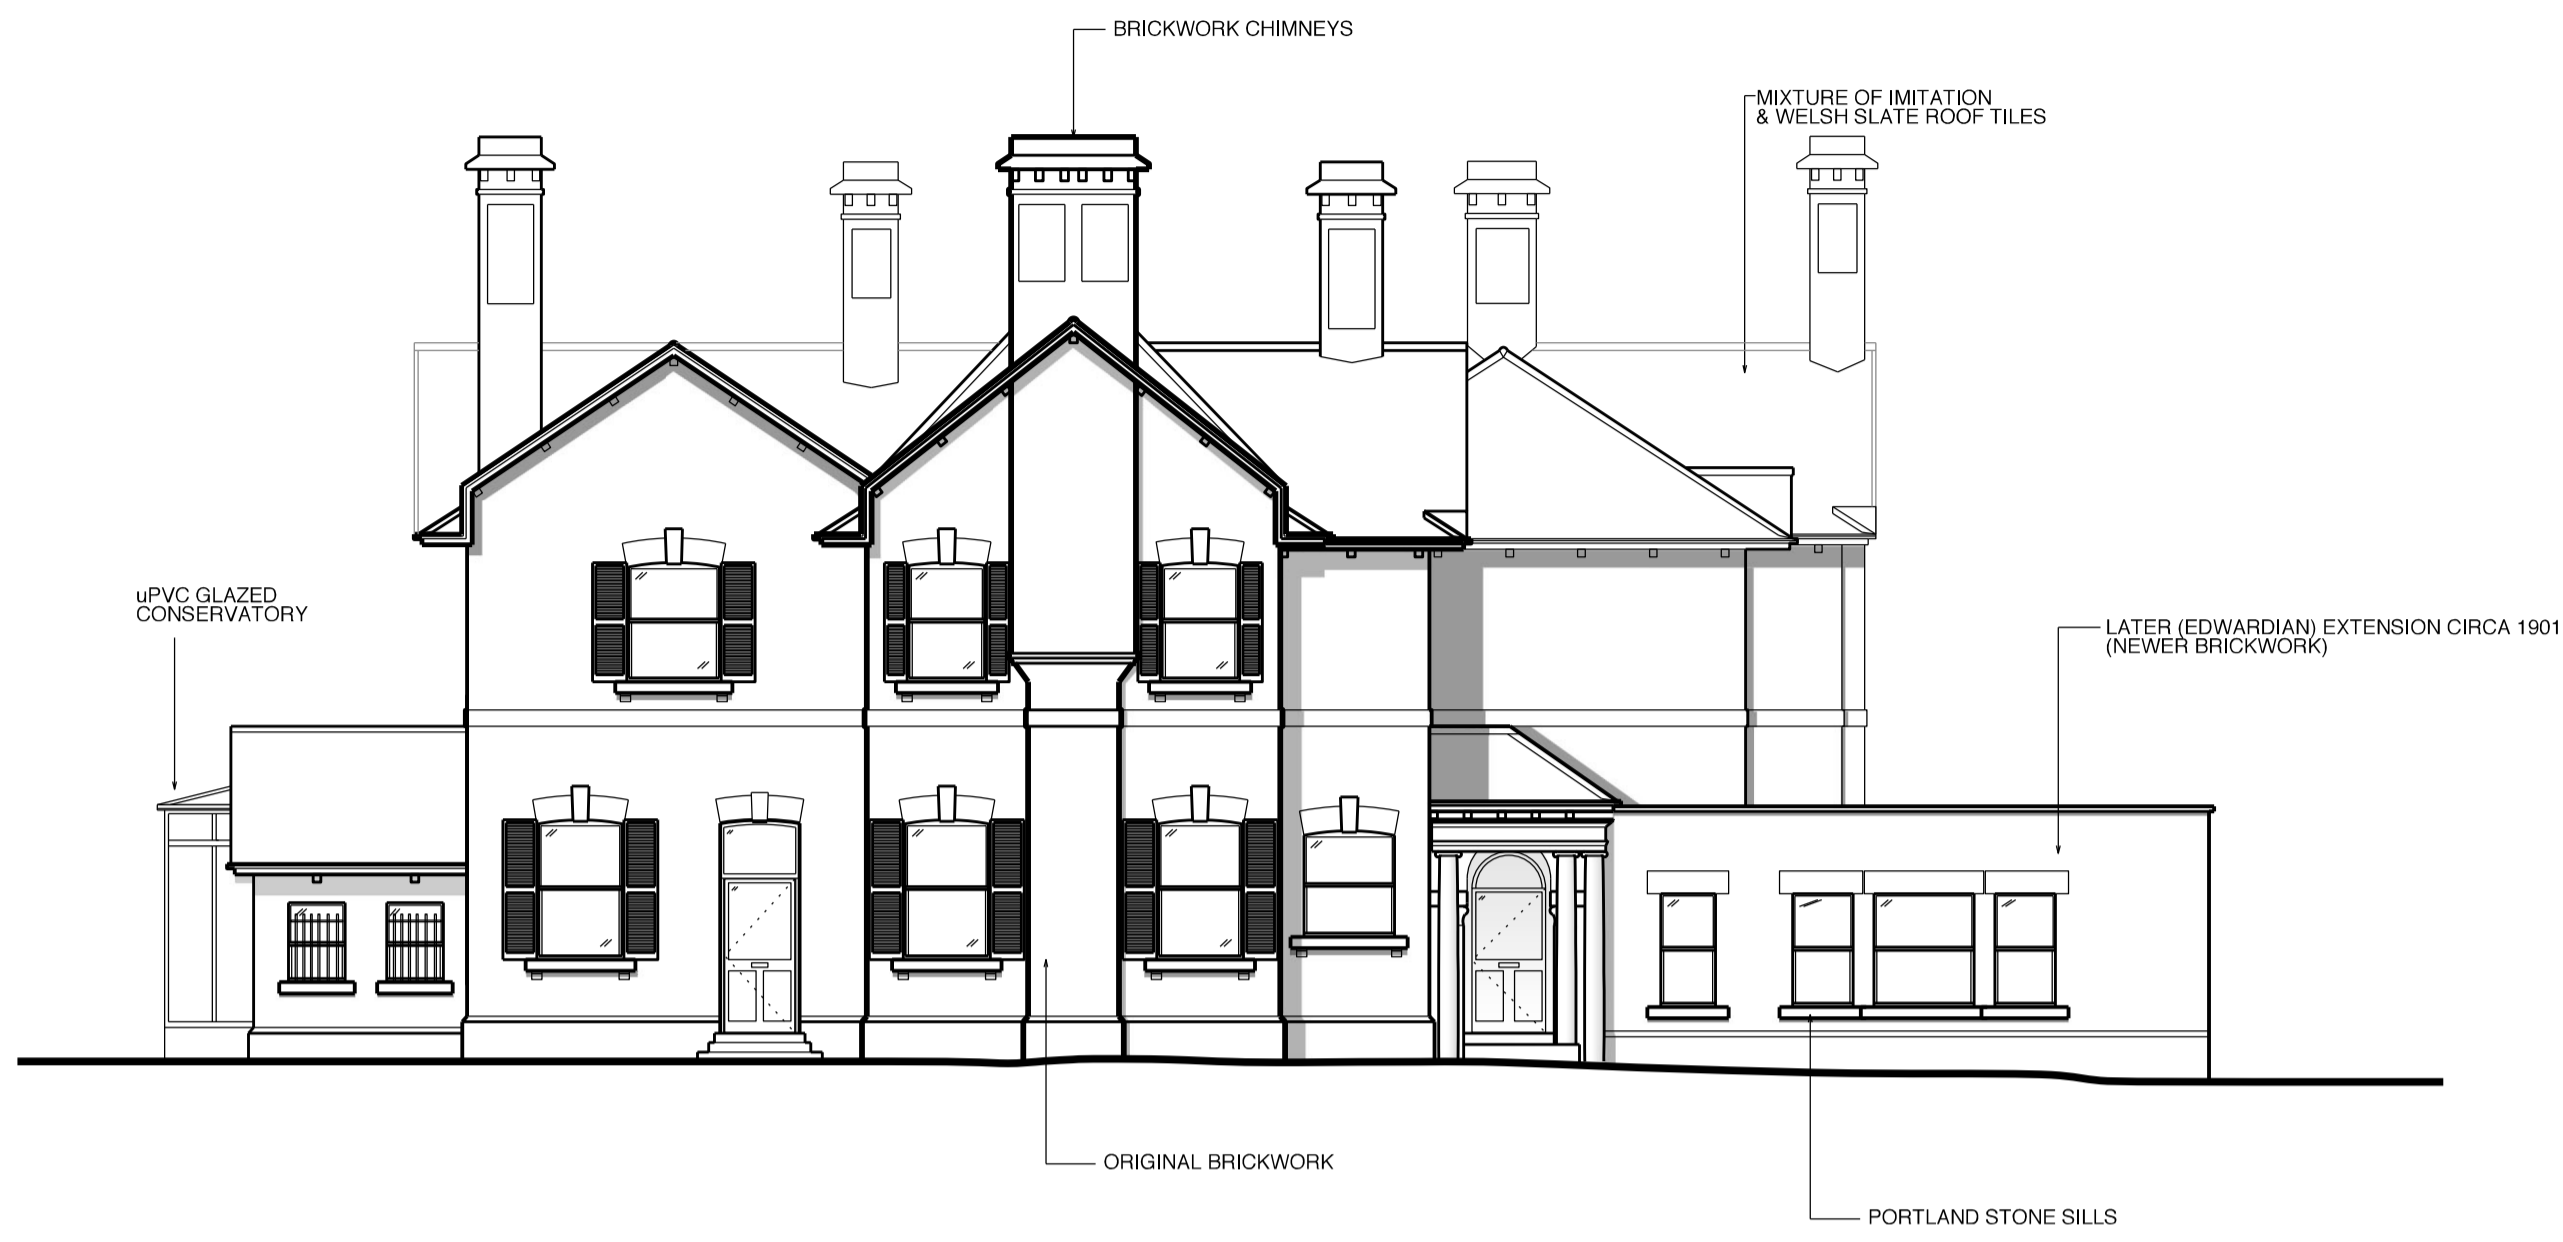 BRICKWORK CHIMNEYS
MIXTURE OF IMITATION
& WELSH SLATE ROOF TILES
uPVC GLAZED
CONSERVATORY
LATER (EDWARDIAN) EXTENSION CIRCA 1901
(NEWER BRICKWORK)
ORIGINAL BRICKWORK
PORTLAND STONE SILLS